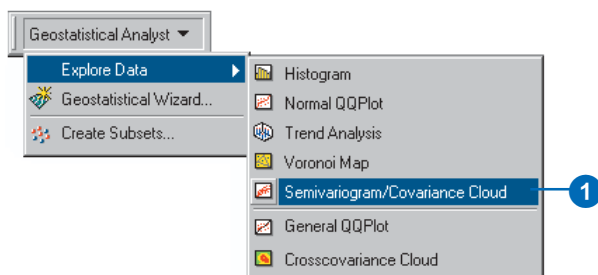 Geostatistical Analyst
Explore Data
Geostatistical Wizard...
Create Subsets...
Histogram
Normal QQPlot
Trend Analysis
Voronoi Map
Semivariogram/Covariance Cloud
1
General QQPlot
Crosscovariance Cloud